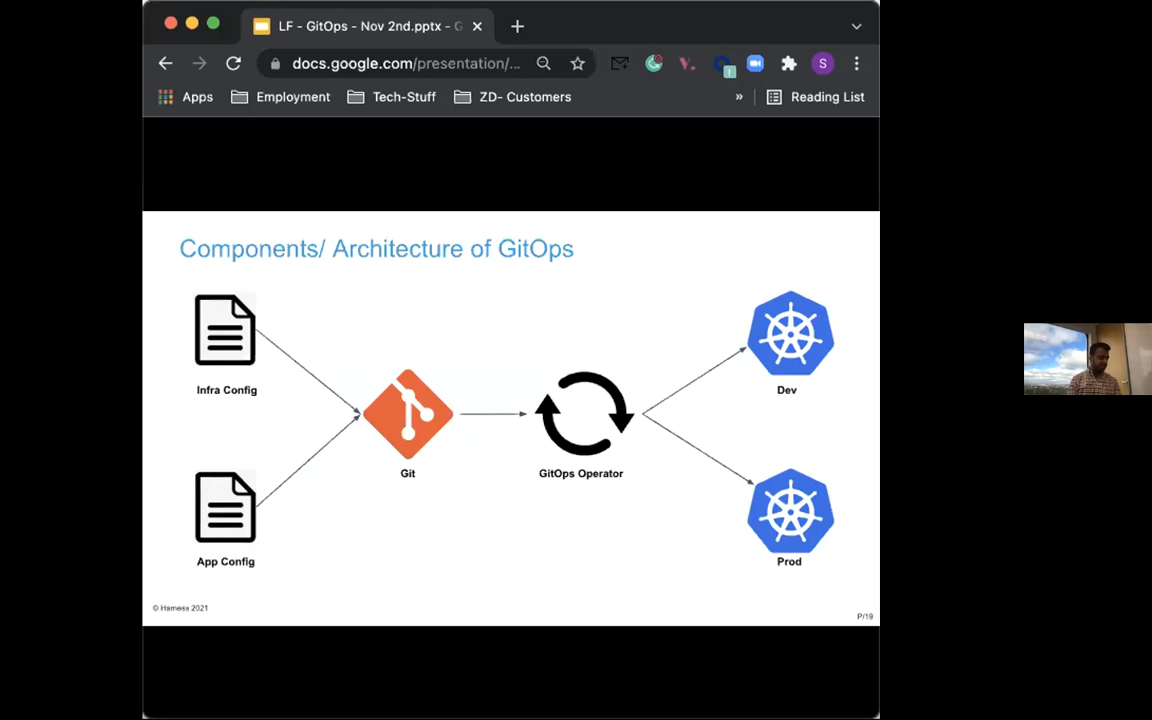 LF - GitOps - Nov 2nd.pptx - G
docs.google.com/presentation/...
S
Apps
Employment
Tech-Stuff
ZD- Customers
»
Reading List
Components/ Architecture of GitOps
Infra Config
Dev
Git
GitOps Operator
App Config
Prod
© Harness 2021
P/19